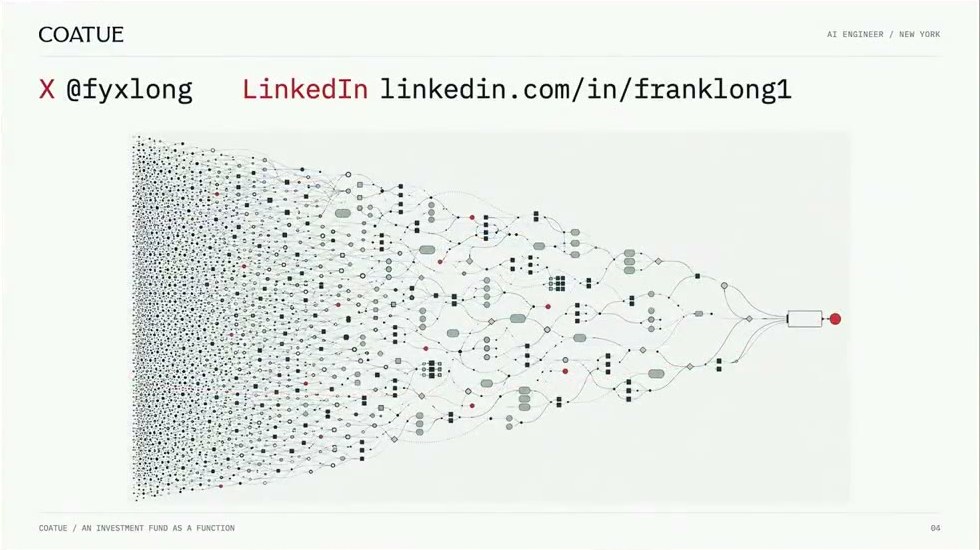 COATUE
AI ENGINEER / NEW YORK
X @fyxlong LinkedIn linkedin.com/in/franklong1
COATUE / AN INVESTMENT FUND AS A FUNCTION
04